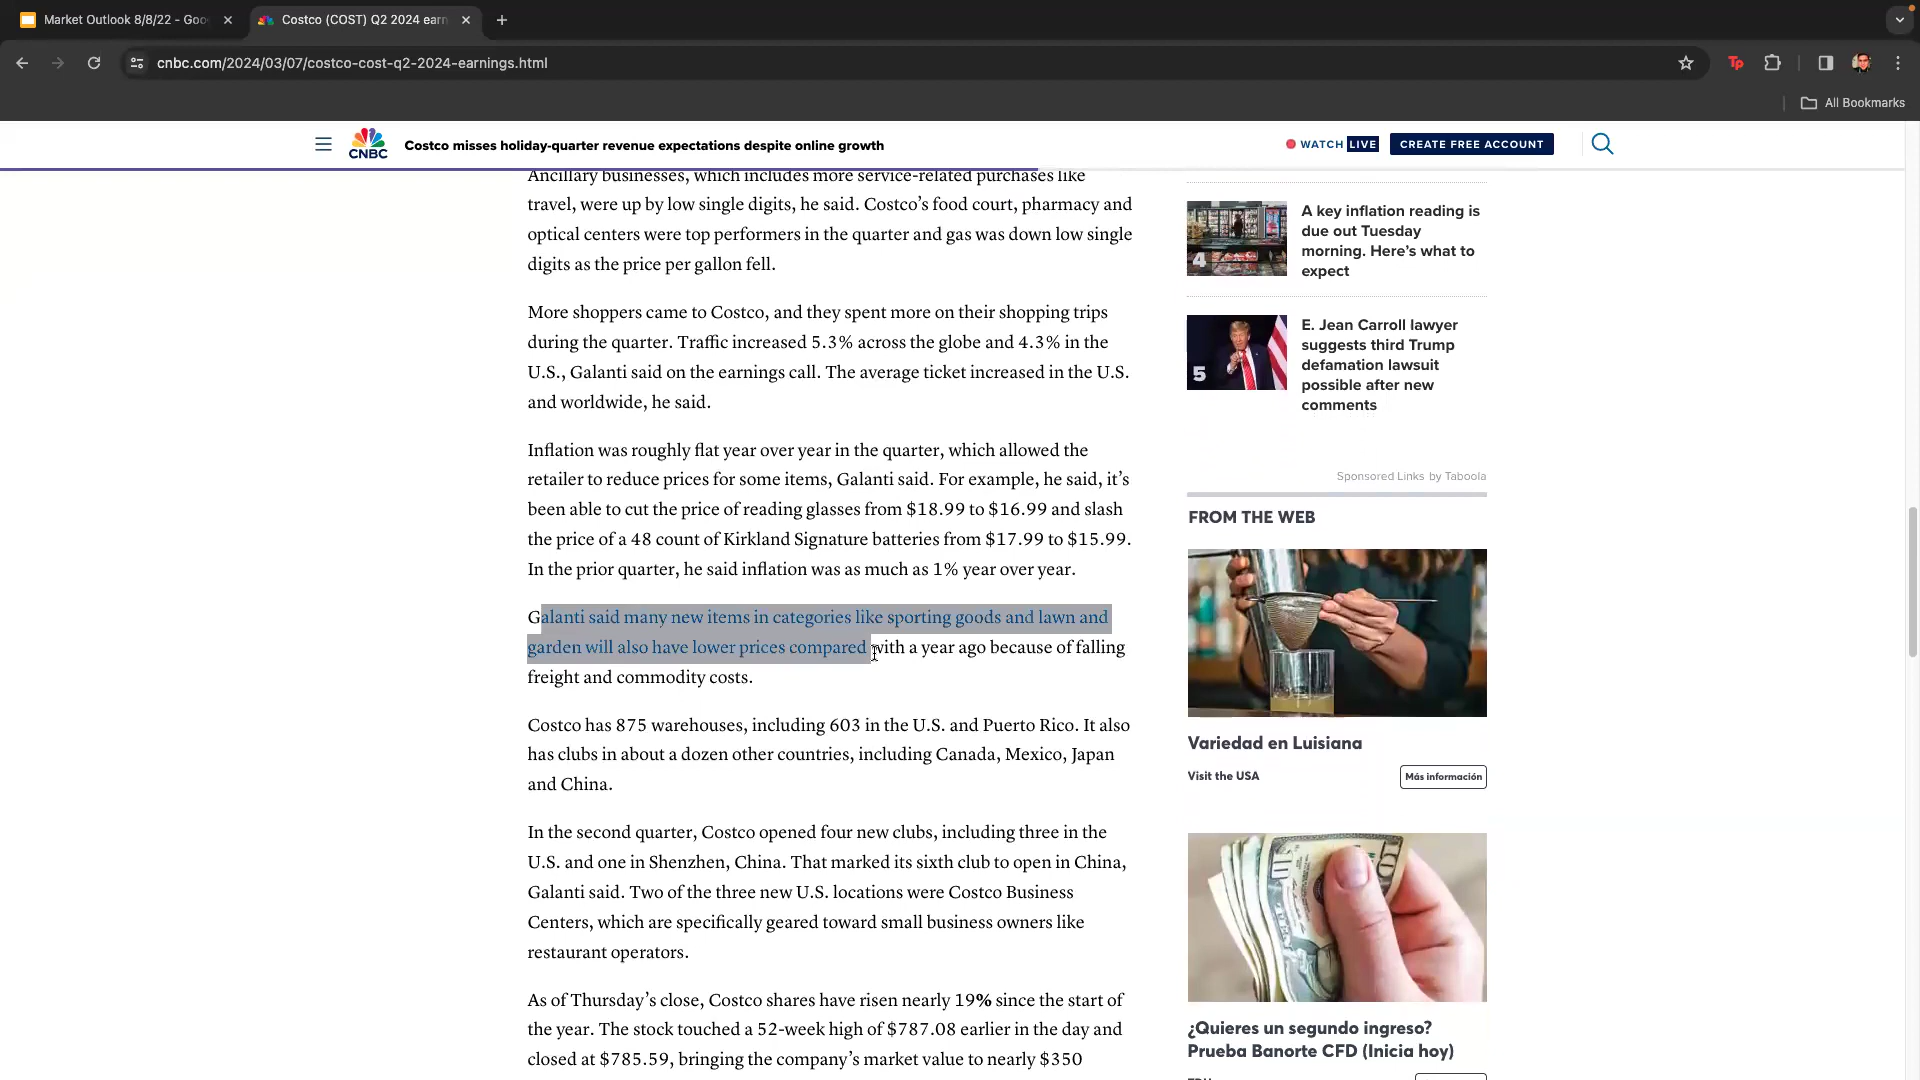 Market Outlook 8/8/22 - Goo
Costco (COST) Q2 2024 earn
cnbc.com/2024/03/07/costco-cost-q2-2024-earnings.html
Tp
All Bookmarks
CNBC
Costco misses holiday-quarter revenue expectations despite online growth
WATCH LIVE
CREATE FREE ACCOUNT
Ancillary businesses, which includes more service-related purchases like
travel, were up by low single digits, he said. Costco’s food court, pharmacy and
optical centers were top performers in the quarter and gas was down low single
digits as the price per gallon fell.
More shoppers came to Costco, and they spent more on their shopping trips
during the quarter. Traffic increased 5.3% across the globe and 4.3% in the
U.S., Galanti said on the earnings call. The average ticket increased in the U.S.
and worldwide, he said.
Inflation was roughly flat year over year in the quarter, which allowed the
retailer to reduce prices for some items, Galanti said. For example, he said, it’s
been able to cut the price of reading glasses from $18.99 to $16.99 and slash
the price of a 48 count of Kirkland Signature batteries from $17.99 to $15.99.
In the prior quarter, he said inflation was as much as 1% year over year.
Galanti said many new items in categories like sporting goods and lawn and
garden will also have lower prices compared with a year ago because of falling
freight and commodity costs.
Costco has 875 warehouses, including 603 in the U.S. and Puerto Rico. It also
has clubs in about a dozen other countries, including Canada, Mexico, Japan
and China.
In the second quarter, Costco opened four new clubs, including three in the
U.S. and one in Shenzhen, China. That marked its sixth club to open in China,
Galanti said. Two of the three new U.S. locations were Costco Business
Centers, which are specifically geared toward small business owners like
restaurant operators.
As of Thursday’s close, Costco shares have risen nearly 19% since the start of
the year. The stock touched a 52-week high of $787.08 earlier in the day and
closed at $785.59, bringing the company’s market value to nearly $350
4
A key inflation reading is
due out Tuesday
morning. Here’s what to
expect
5
E. Jean Carroll lawyer
suggests third Trump
defamation lawsuit
possible after new
comments
Sponsored Links by Taboola
FROM THE WEB
Variedad en Luisiana
Visit the USA
Más información
¿Quieres un segundo ingreso?
Prueba Banorte CFD (Inicia hoy)